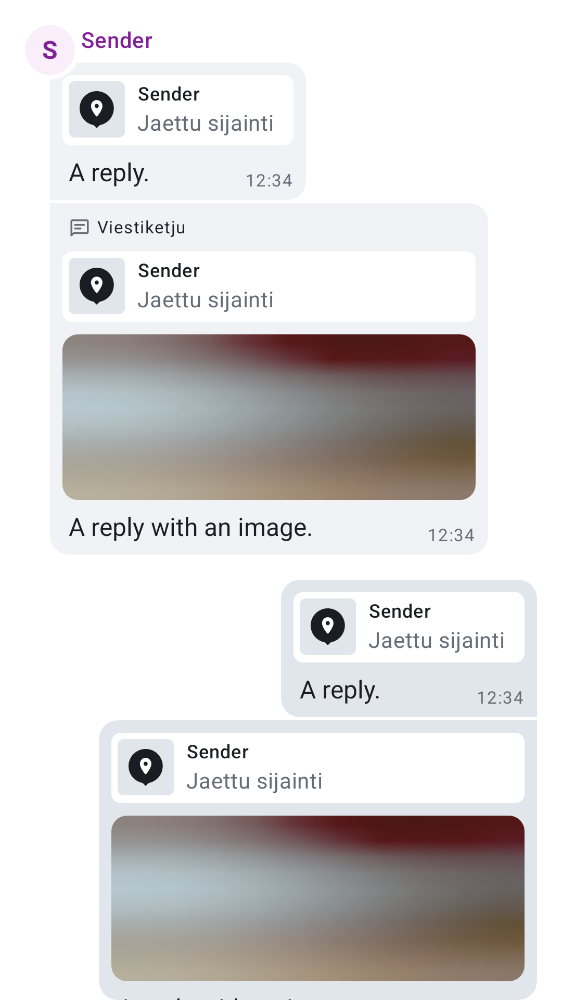 S
Sender
Sender
Jaettu sijainti
A reply.
12:34
Viestiketju
Sender
Jaettu sijainti
A reply with an image.
12:34
Sender
Jaettu sijainti
A reply.
12:34
Sender
Jaettu sijainti